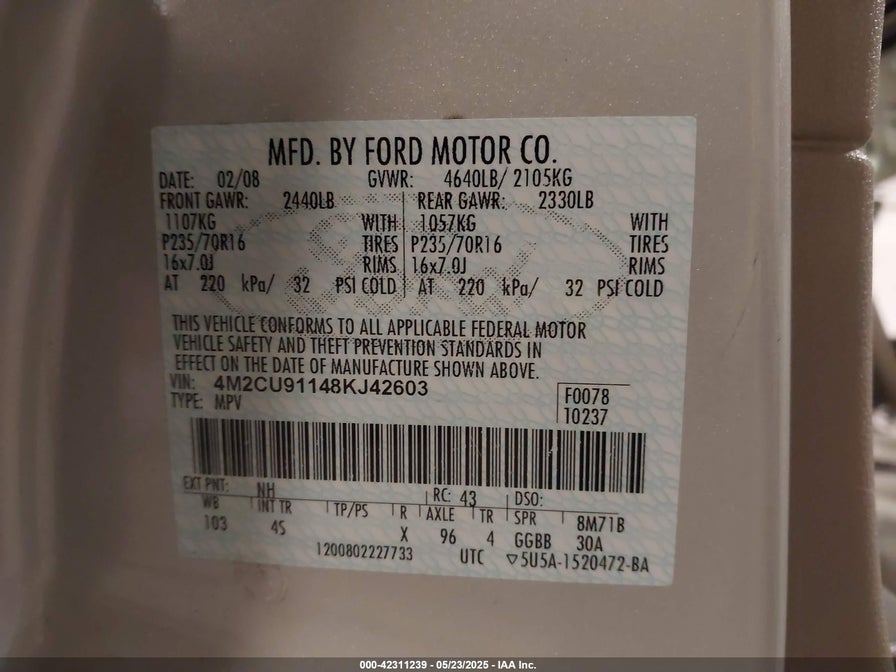 MFD. BY FORD MOTOR CO.
DATE: 02/08 GVWR: 4640LB/ 2105KG
FRONT GAWR: 2440LB REAR GAWR: 2330LB
1107KG WITH 1057KG WITH
P235/70R16 TIRES P235/70R16 TIRES
16x7.0J RIMS 16x7.0J RIMS
AT 220 kPa/ 32 PSI COLD AT 220 kPa/ 32 PSI COLD
THIS VEHICLE CONFORMS TO ALL APPLICABLE FEDERAL MOTOR
VEHICLE SAFETY AND THEFT PREVENTION STANDARDS IN
EFFECT ON THE DATE OF MANUFACTURE SHOWN ABOVE.
VIN: 4M2CU91148KJ42603
TYPE: MPV
F0078
10237
EXT PNT: NH RC: 43 DSO:
WB INT TR TP/PS R AXLE TR SPR 8M71B
103 45 X 96 4 GGBB 30A
1200802227733 UTC ▽5U5A-1520472-BA
000-42311239 - 05/23/2025 - IAA Inc.